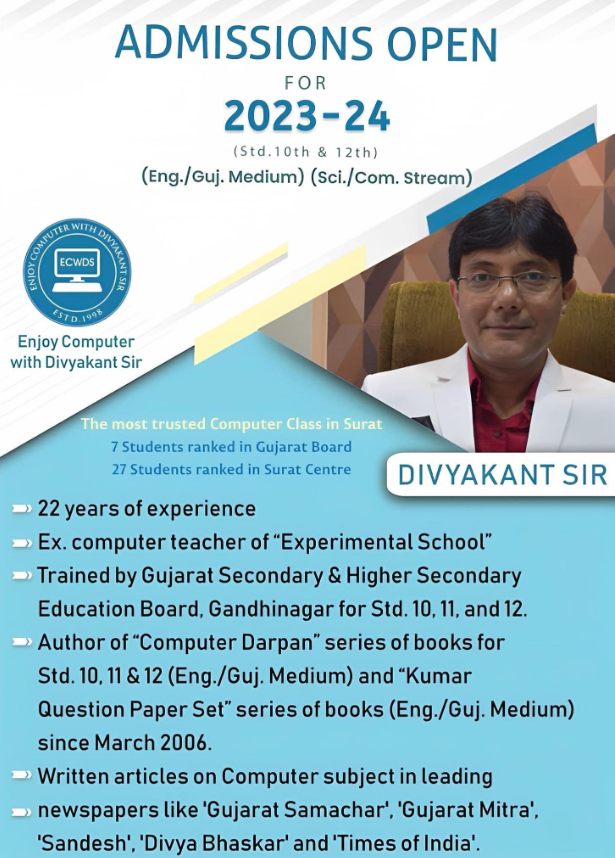 ADMISSIONS OPEN
FOR
2023-24
(Std.10th & 12th)
(Eng./Guj. Medium) (Sci./Com. Stream)
ENJOY COMPUTER WITH DIVYAKANT SIR
ECWDS
ESTD.1998
Enjoy Computer
with Divyakant Sir
The most trusted Computer Class in Surat
7 Students ranked in Gujarat Board
27 Students ranked in Surat Centre
DIVYAKANT SIR
22 years of experience
Ex. computer teacher of “Experimental School”
Trained by Gujarat Secondary & Higher Secondary
Education Board, Gandhinagar for Std. 10, 11, and 12.
Author of “Computer Darpan” series of books for
Std. 10, 11 & 12 (Eng./Guj. Medium) and “Kumar
Question Paper Set” series of books (Eng./Guj. Medium)
since March 2006.
Written articles on Computer subject in leading
newspapers like 'Gujarat Samachar', 'Gujarat Mitra',
'Sandesh', 'Divya Bhaskar' and 'Times of India'.